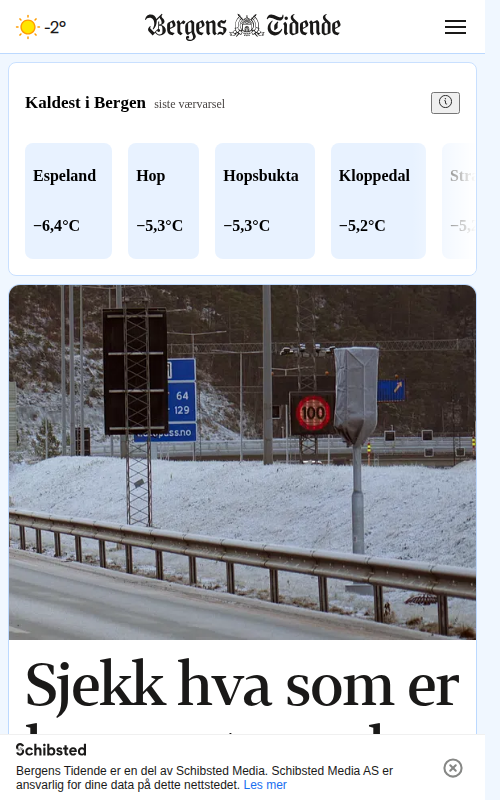 -2°
Bergens Tidende
Kaldest i Bergen siste værvarsel
Espeland
Hop
Hopsbukta
Kloppedal
−6,4°C
−5,3°C
−5,3°C
−5,2°C
64
129
100
Sjekk hva som er
Schibsted
Bergens Tidende er en del av Schibsted Media. Schibsted Media AS er
ansvarlig for dine data på dette nettstedet. Les mer